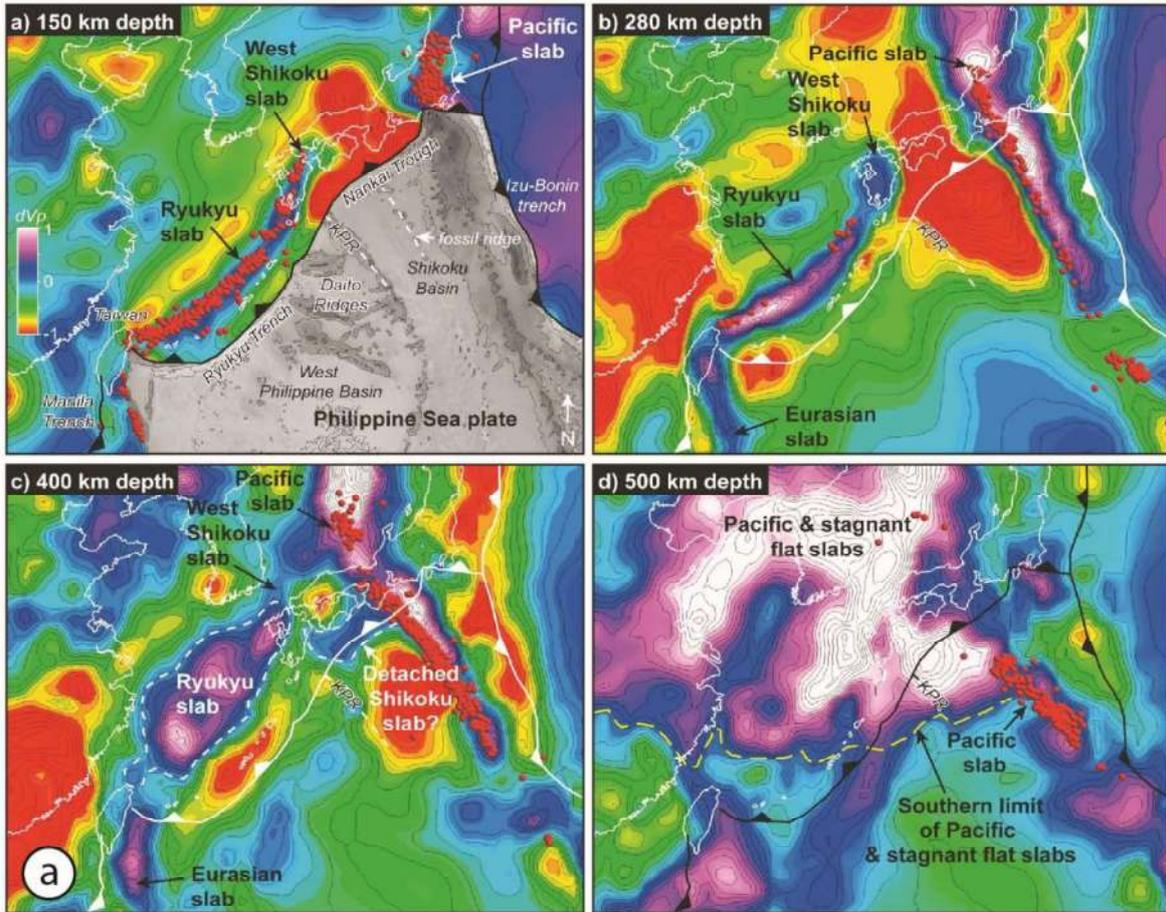 a) 150 km depth
West
Shikoku
slab
Pacific
slab
Ryukyu
slab
dVp
1
0
-1
Taiwan
Manila
Trench
Nankai Trough
Izu-Bonin
trench
KPR
fossil ridge
Shikoku
Basin
Daito
Ridges
Ryukyu Trench
West
Philippine Basin
Philippine Sea plate
N
b) 280 km depth
Pacific slab
West
Shikoku
slab
Ryukyu
slab
KPR
Eurasian
slab
c) 400 km depth
Pacific
slab
West
Shikoku
slab
Ryukyu
slab
Detached
Shikoku
slab?
KPR
Eurasian
slab
a
d) 500 km depth
Pacific & stagnant
flat slabs
KPR
Pacific
slab
Southern limit
of Pacific
& stagnant flat slabs